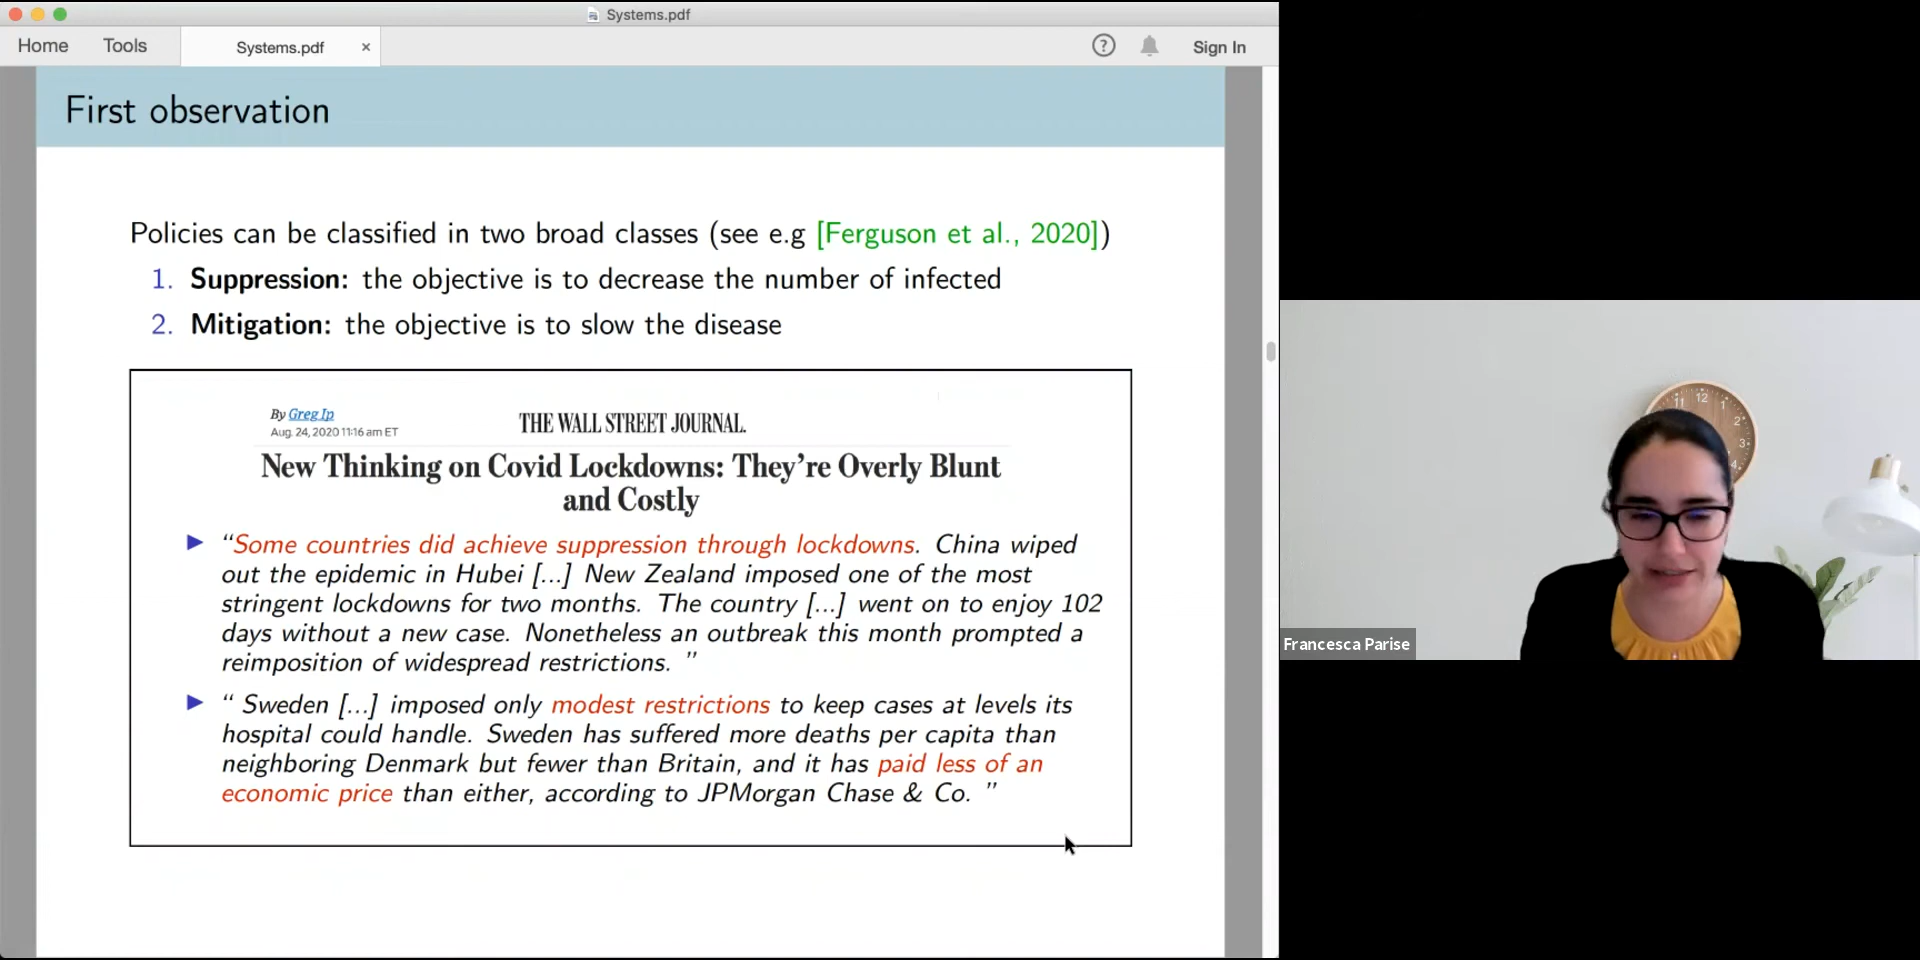 Systems.pdf
Home Tools Systems.pdf × ? Sign In
First observation
Policies can be classified in two broad classes (see e.g [Ferguson et al., 2020])
1. Suppression: the objective is to decrease the number of infected
2. Mitigation: the objective is to slow the disease
By Greg Ip
Aug. 24, 2020 11:16 am ET
THE WALL STREET JOURNAL.
New Thinking on Covid Lockdowns: They're Overly Blunt
and Costly
► “Some countries did achieve suppression through lockdowns. China wiped
out the epidemic in Hubei [...] New Zealand imposed one of the most
stringent lockdowns for two months. The country [...] went on to enjoy 102
days without a new case. Nonetheless an outbreak this month prompted a
reimposition of widespread restrictions. ”
► “ Sweden [...] imposed only modest restrictions to keep cases at levels its
hospital could handle. Sweden has suffered more deaths per capita than
neighboring Denmark but fewer than Britain, and it has paid less of an
economic price than either, according to JPMorgan Chase & Co. ”
11 12 1
2
3
4
Francesca Parise